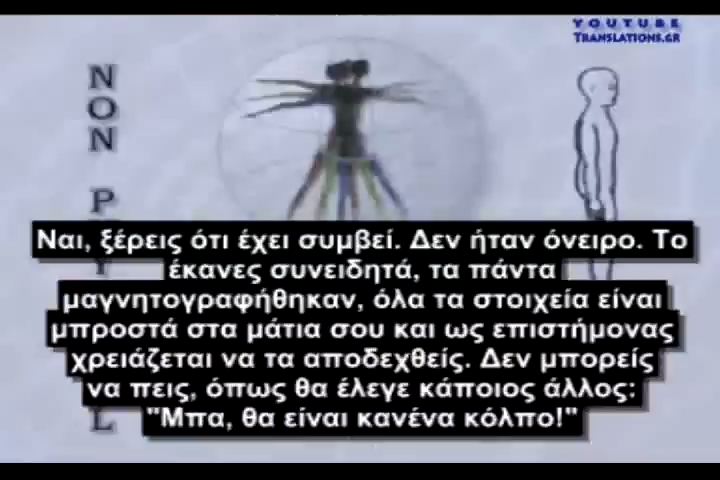 YOUTUBE
TRANSLATIONS.GR
NON P
Ναι, ξέρεις ότι έχει συμβεί. Δεν ήταν όνειρο. Το
έκανες συνειδητά, τα πάντα
μαγνητογραφήθηκαν, όλα τα στοιχεία είναι
μπροστά στα μάτια σου και ως επιστήμονας
χρειάζεται να τα αποδεχθείς. Δεν μπορείς
να πεις, όπως θα έλεγε κάποιος άλλος:
"Μπα, θα είναι κανένα κόλπο!"
L